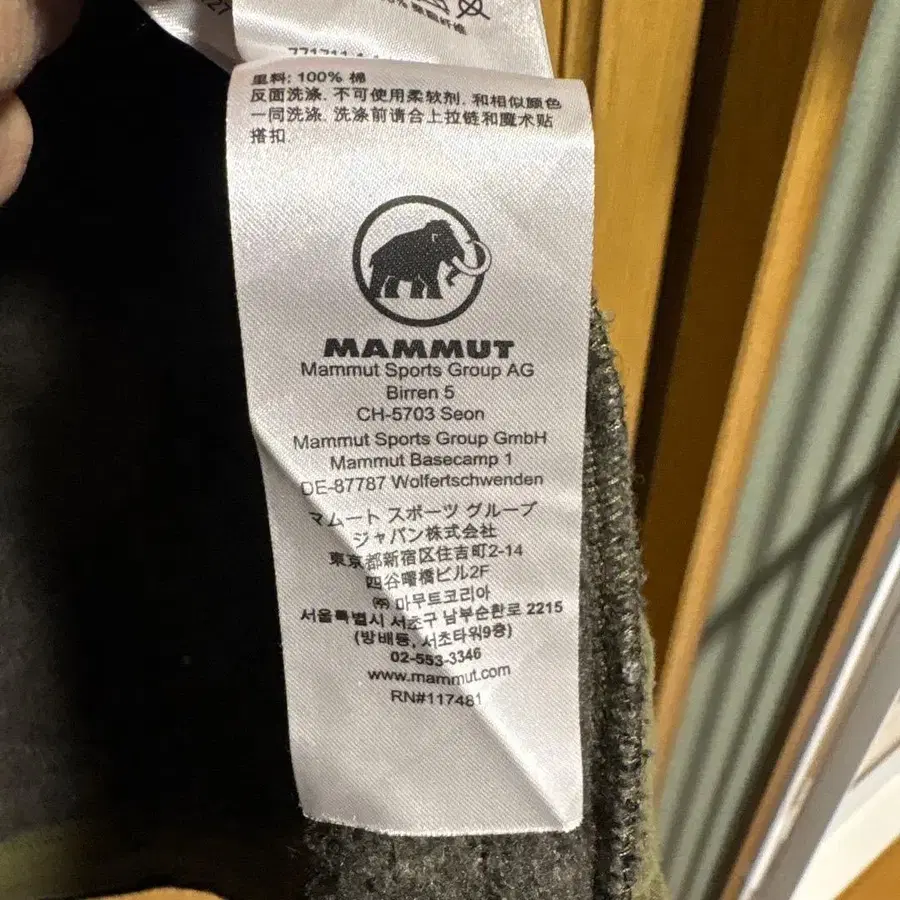 里料: 100% 棉
反面洗涤, 不可使用柔软剂, 和相似颜色
一同洗涤, 洗涤前请合上拉链和魔术贴
搭扣.
MAMMUT
Mammut Sports Group AG
Birren 5
CH-5703 Seon
Mammut Sports Group GmbH
Mammut Basecamp 1
DE-87787 Wolfertschwenden
マムート スポーツ グループ
ジャパン株式会社
東京都新宿区住吉町2-14
四谷曙橋ビル2F
㈜ 마무트코리아
서울특별시 서초구 남부순환로 2215
(방배동, 서초타워9층)
02-553-3346
www.mammut.com
RN#117481